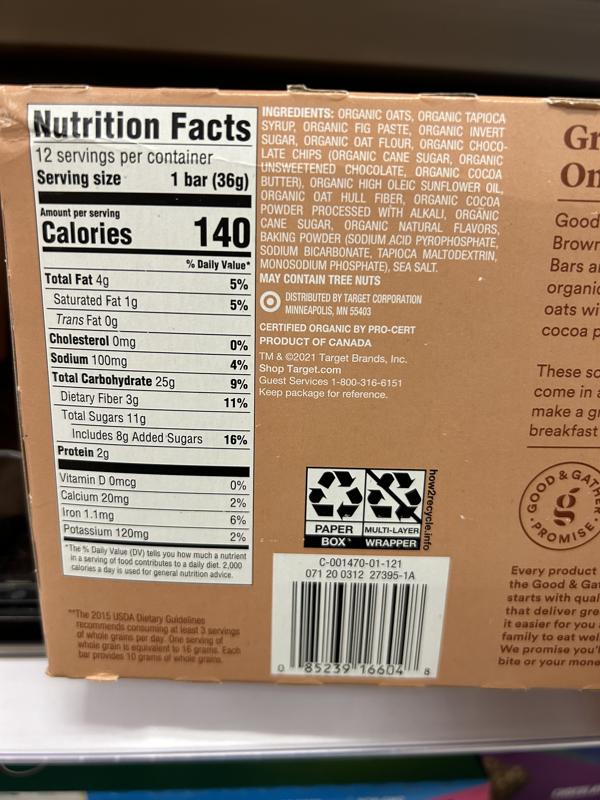 Nutrition Facts
12 servings per container
Serving size 1 bar (36g)
Amount per serving
Calories 140
% Daily Value*
Total Fat 4g 5%
Saturated Fat 1g 5%
Trans Fat 0g
Cholesterol 0mg 0%
Sodium 100mg 4%
Total Carbohydrate 25g 9%
Dietary Fiber 3g 11%
Total Sugars 11g
Includes 8g Added Sugars 16%
Protein 2g
Vitamin D 0mcg 0%
Calcium 20mg 2%
Iron 1.1mg 6%
Potassium 120mg 2%
*The % Daily Value (DV) tells you how much a nutrient
in a serving of food contributes to a daily diet. 2,000
calories a day is used for general nutrition advice.
**The 2015 USDA Dietary Guidelines
recommends consuming at least 3 servings
of whole grains per day. One serving of
whole grain is equivalent to 16 grams. Each
bar provides 10 grams of whole grains.
INGREDIENTS: ORGANIC OATS, ORGANIC TAPIOCA
SYRUP, ORGANIC FIG PASTE, ORGANIC INVERT
SUGAR, ORGANIC OAT FLOUR, ORGANIC CHOCO-
LATE CHIPS (ORGANIC CANE SUGAR, ORGANIC
UNSWEETENED CHOCOLATE, ORGANIC COCOA
BUTTER), ORGANIC HIGH OLEIC SUNFLOWER OIL,
ORGANIC OAT HULL FIBER, ORGANIC COCOA
POWDER PROCESSED WITH ALKALI, ORGANIC
CANE SUGAR, ORGANIC NATURAL FLAVORS,
BAKING POWDER (SODIUM ACID PYROPHOSPHATE,
SODIUM BICARBONATE, TAPIOCA MALTODEXTRIN,
MONOSODIUM PHOSPHATE), SEA SALT.
MAY CONTAIN TREE NUTS
DISTRIBUTED BY TARGET CORPORATION
MINNEAPOLIS, MN 55403
CERTIFIED ORGANIC BY PRO-CERT
PRODUCT OF CANADA
TM & ©2021 Target Brands, Inc.
Shop Target.com
Guest Services 1-800-316-6151
Keep package for reference.
PAPER
BOX
MULTI-LAYER
WRAPPER
how2recycle.info
C-001470-01-121
071 20 0312 27395-1A
0 85239 16604 8
Gr
On
Good
Brown
Bars a
organic
oats wi
cocoa p
These so
come in a
make a gr
breakfast
GOOD & GATHE
g
PROMISE
Every product
the Good & Gat
starts with qual
that deliver gre
it easier for you
family to eat wel
We promise you'l
bite or your mone